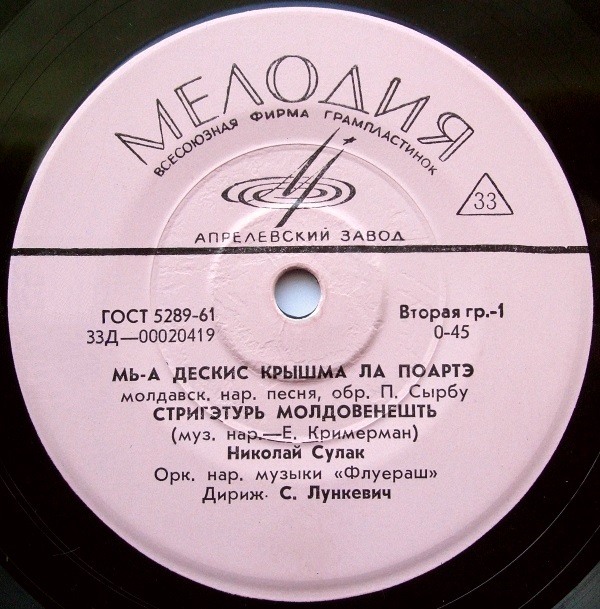 МЕЛОДИЯ
ВСЕСОЮЗНАЯ ФИРМА ГРАМПЛАСТИНОК
33
АПРЕЛЕВСКИЙ ЗАВОД
ГОСТ 5289-61 Вторая гр.-1
33Д—00020419 0-45
МЬ-А ДЕСКИС КРЫШМА ЛА ПОАРТЭ
молдавск. нар. песня, обр. П. Сырбу
СТРИГЭТУРЬ МОЛДОВЕНЕШТЬ
(муз. нар.—Е. Кримерман)
Николай Сулак
Орк. нар. музыки «Флуераш»
Дириж. С. Лункевич